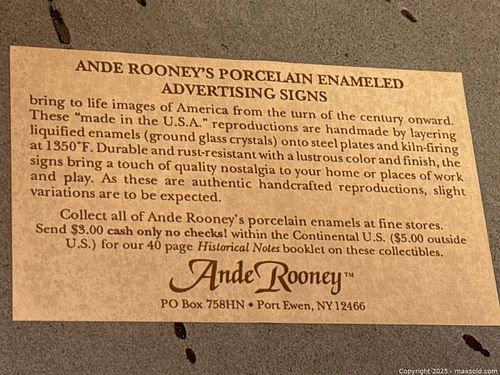 ANDE ROONEY'S PORCELAIN ENAMELED
ADVERTISING SIGNS
bring to life images of America from the turn of the century onward.
These "made in the U.S.A." reproductions are handmade by layering
liquified enamels (ground glass crystals) onto steel plates and kiln-firing
at 1350°F. Durable and rust-resistant with a lustrous color and finish, the
signs bring a touch of quality nostalgia to your home or places of work
and play. As these are authentic handcrafted reproductions, slight
variations are to be expected.
Collect all of Ande Rooney's porcelain enamels at fine stores.
Send $3.00 cash only no checks! within the Continental U.S. ($5.00 outside
U.S.) for our 40 page Historical Notes booklet on these collectibles.
Ande Rooney™
PO Box 758HN • Port Ewen, NY 12466
Copyright 2025 - maxsold.com